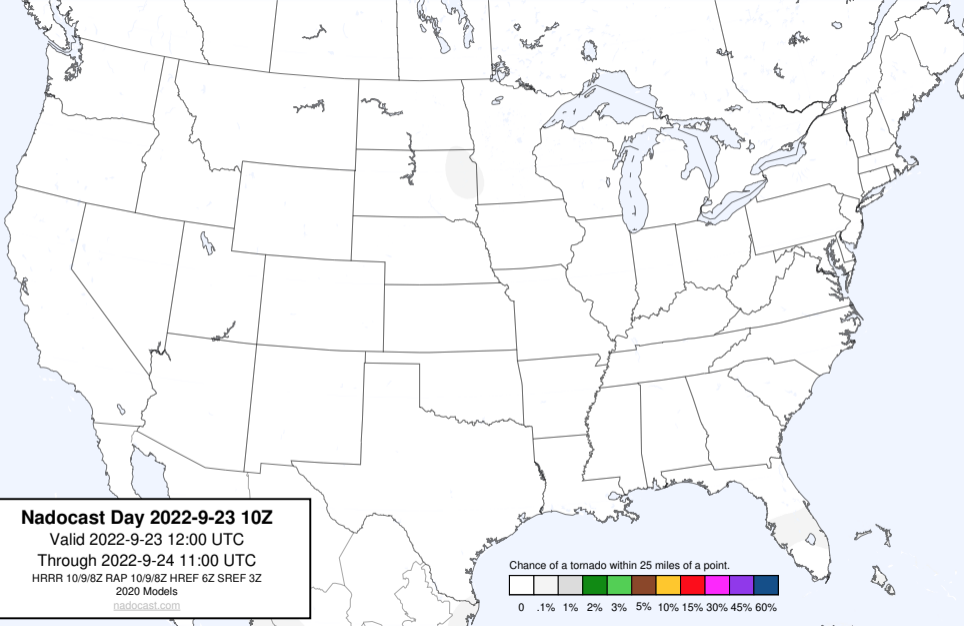 Nadocast Day 2022-9-23 10Z
Valid 2022-9-23 12:00 UTC
Through 2022-9-24 11:00 UTC
HRRR 10/9/8Z RAP 10/9/8Z HREF 6Z SREF 3Z
2020 Models
nadocast.com
Chance of a tornado within 25 miles of a point.
0 .1% 1% 2% 3% 5% 10% 15% 30% 45% 60%